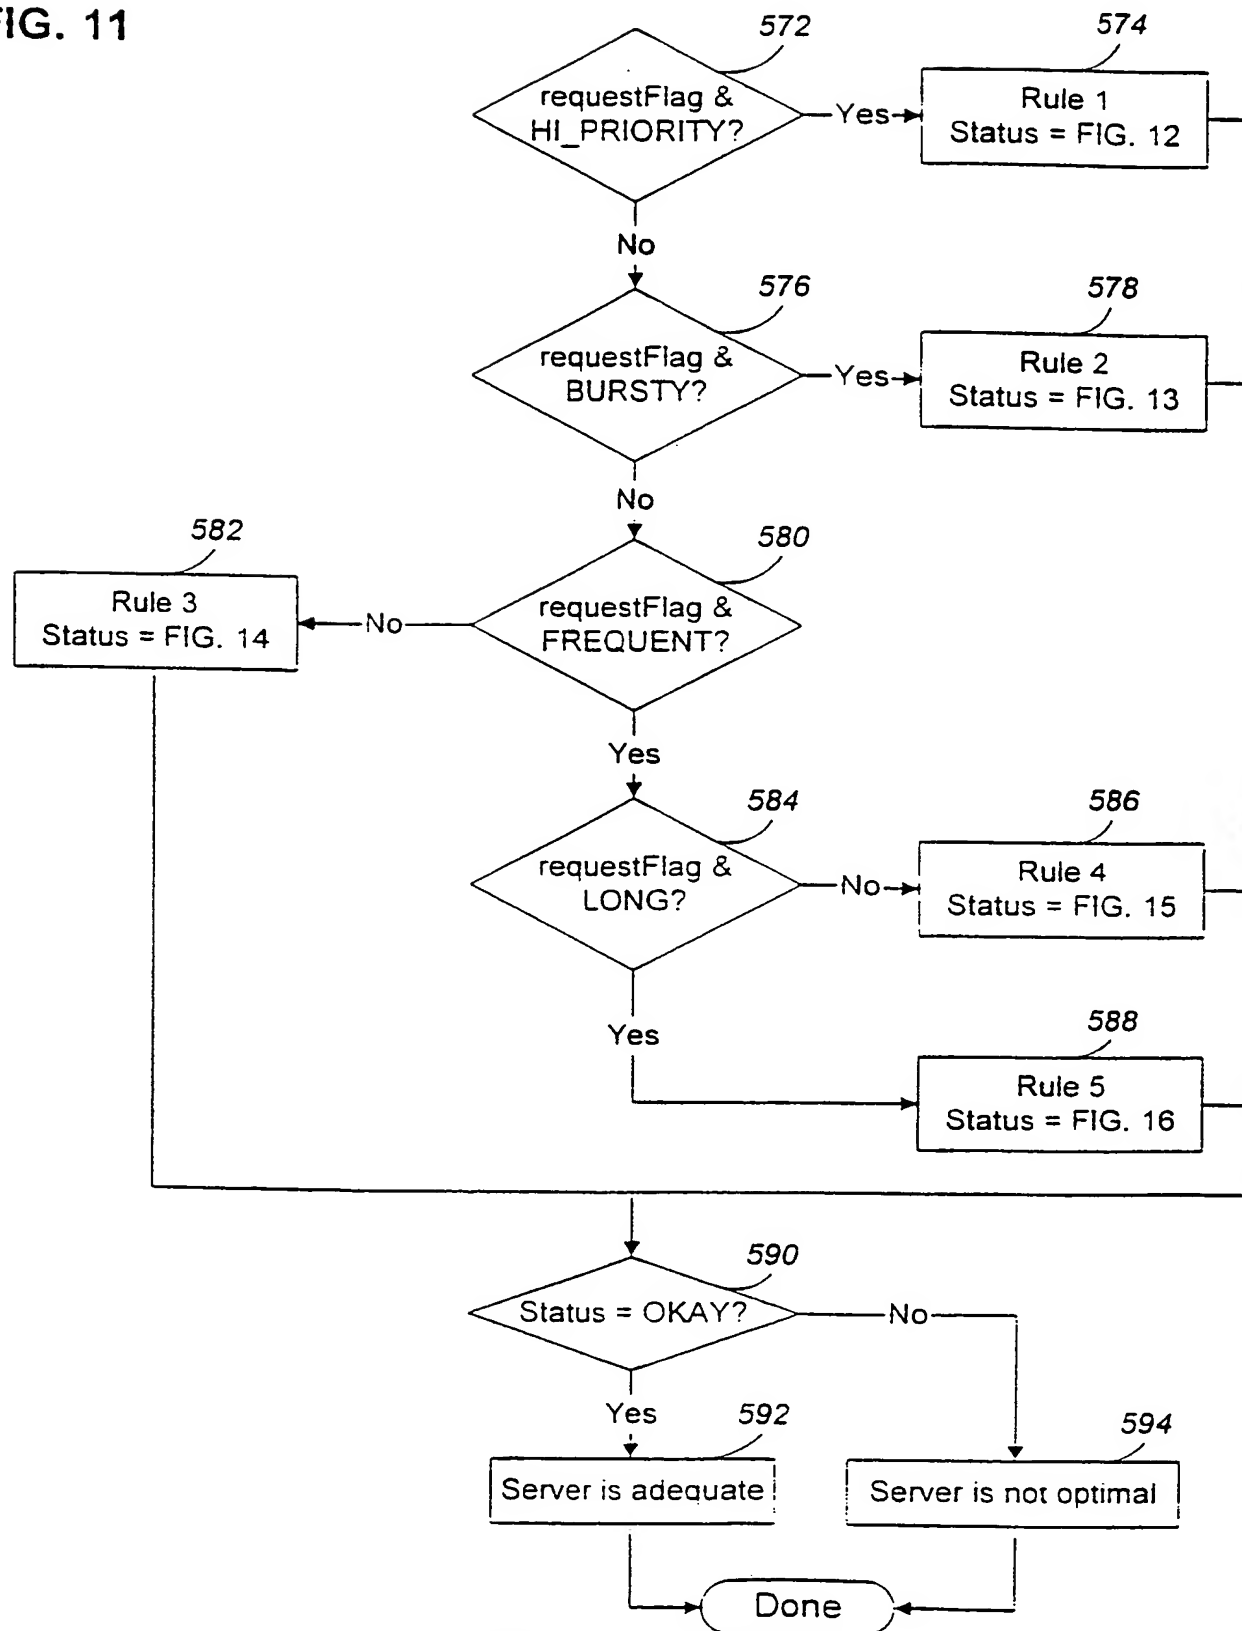 FIG. 11
572
requestFlag &
HI_PRIORITY?
Yes
574
Rule 1
Status = FIG. 12
No
576
requestFlag &
BURSTY?
Yes
578
Rule 2
Status = FIG. 13
No
580
requestFlag &
FREQUENT?
No
582
Rule 3
Status = FIG. 14
Yes
584
requestFlag &
LONG?
No
586
Rule 4
Status = FIG. 15
Yes
588
Rule 5
Status = FIG. 16
590
Status = OKAY?
No
Yes
592
Server is adequate
594
Server is not optimal
Done